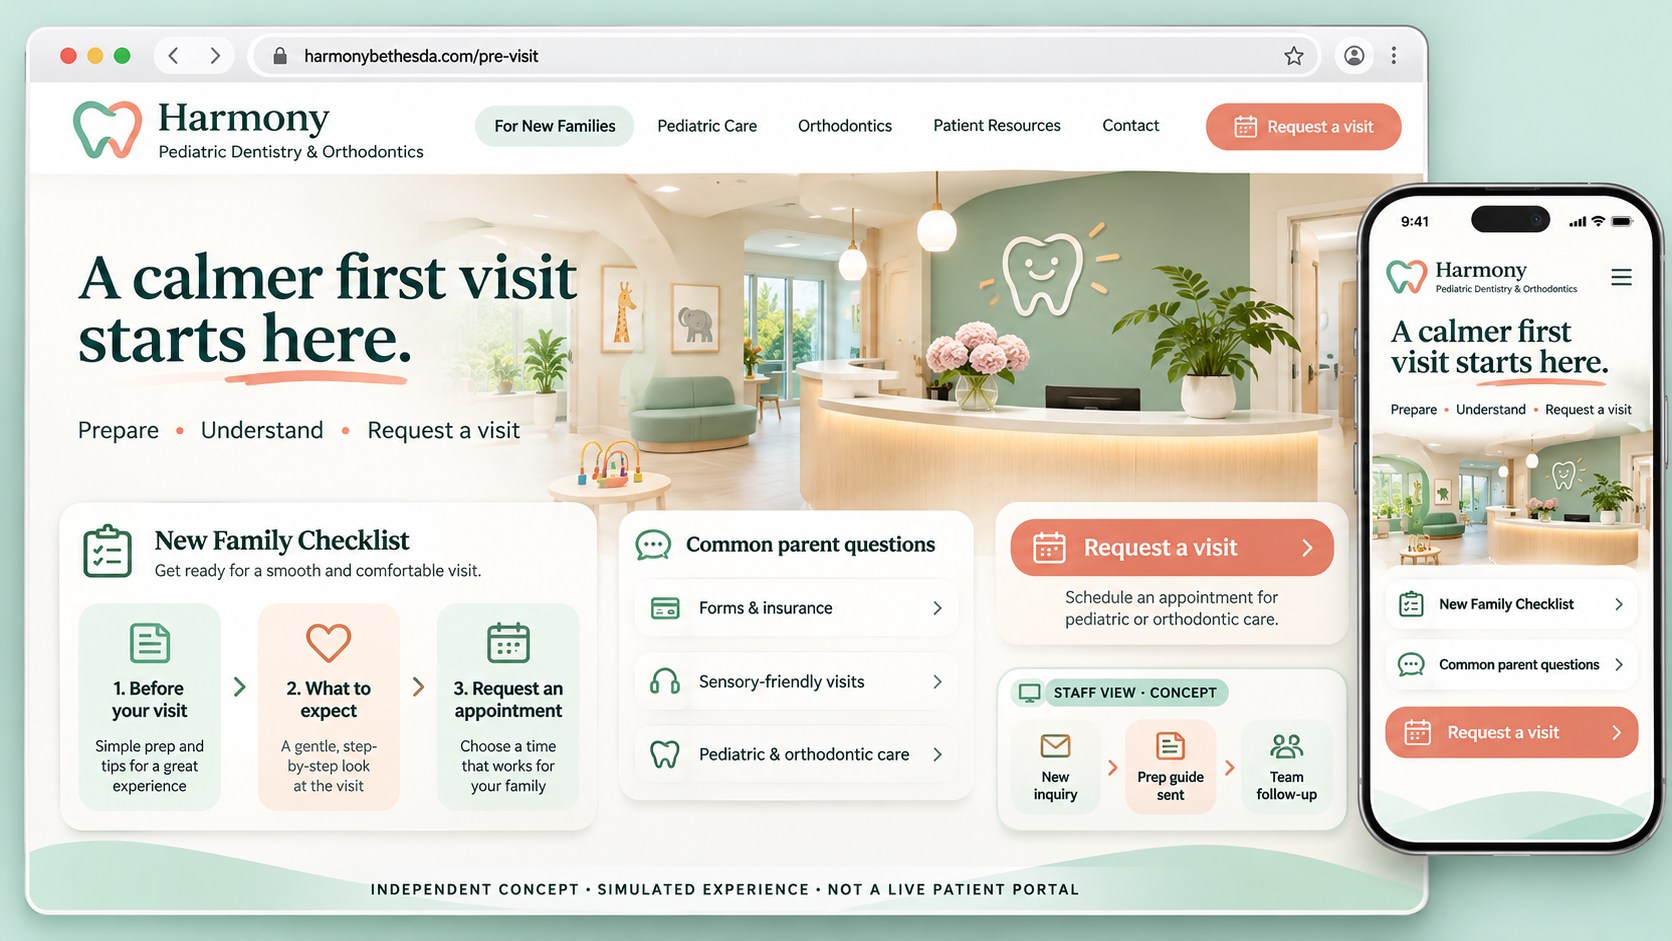 harmonybethesda.com/pre-visit
Harmony
Pediatric Dentistry & Orthodontics
For New Families
Pediatric Care
Orthodontics
Patient Resources
Contact
Request a visit
A calmer first visit
starts here.
Prepare • Understand • Request a visit
New Family Checklist
Get ready for a smooth and comfortable visit.
1. Before
your visit
Simple prep and
tips for a great
experience
2. What to
expect
A gentle, step-
by-step look
at the visit
3. Request an
appointment
Choose a time
that works for
your family
Common parent questions
Forms & insurance
Sensory-friendly visits
Pediatric & orthodontic care
Request a visit
Schedule an appointment for
pediatric or orthodontic care.
STAFF VIEW • CONCEPT
New
inquiry
Prep guide
sent
Team
follow-up
INDEPENDENT CONCEPT • SIMULATED EXPERIENCE • NOT A LIVE PATIENT PORTAL
9:41
Harmony
Pediatric Dentistry & Orthodontics
A calmer first
visit starts here.
Prepare • Understand • Request a visit
New Family Checklist
Common parent questions
Request a visit